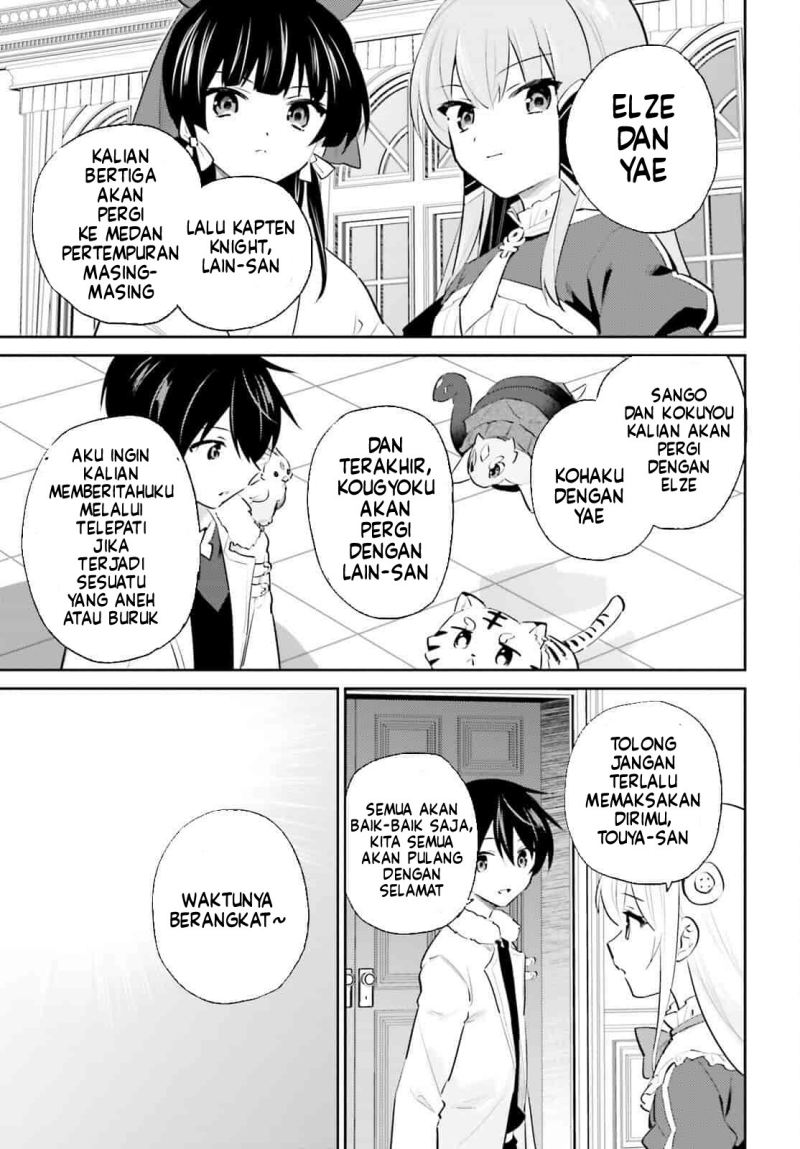 ELZE
DAN
YAE
LALU KAPTEN
KNIGHT,
LAIN-SAN
KALIAN
BERTIGA
AKAN
PERGI
KE MEDAN
PERTEMPURAN
MASING-
MASING
SANGO
DAN KOKUYOU
KALIAN AKAN
PERGI
DENGAN
ELZE
KOHAKU
DENGAN
YAE
DAN
TERAKHIR,
KOUGYOKU
AKAN
PERGI
DENGAN
LAIN-SAN
AKU INGIN
KALIAN
MEMBERITAHUKU
MELALUI
TELEPATI
JIKA
TERJADI
SESUATU
YANG ANEH
ATAU BURUK
TOLONG
JANGAN
TERLALU
MEMAKSAKAN
DIRIMU,
TOUYA-SAN
SEMUA AKAN
BAIK-BAIK SAJA,
KITA SEMUA
AKAN PULANG
DENGAN
SELAMAT
WAKTUNYA
BERANGKAT~